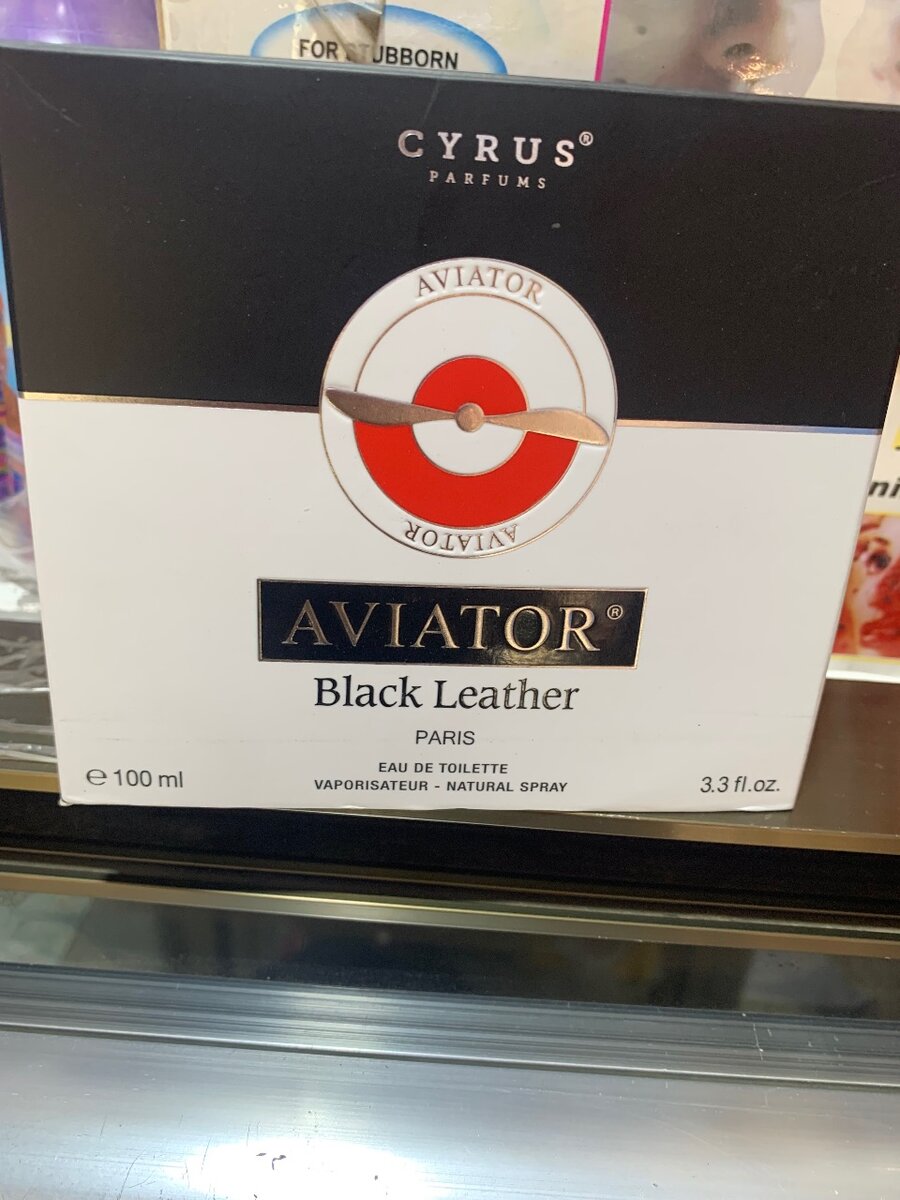 FOR STUBBORN
CYRUS®
PARFUMS
AVIATOR
AVIATOR
AVIATOR®
Black Leather
PARIS
EAU DE TOILETTE
VAPORISATEUR - NATURAL SPRAY
℮ 100 ml
3.3 fl.oz.